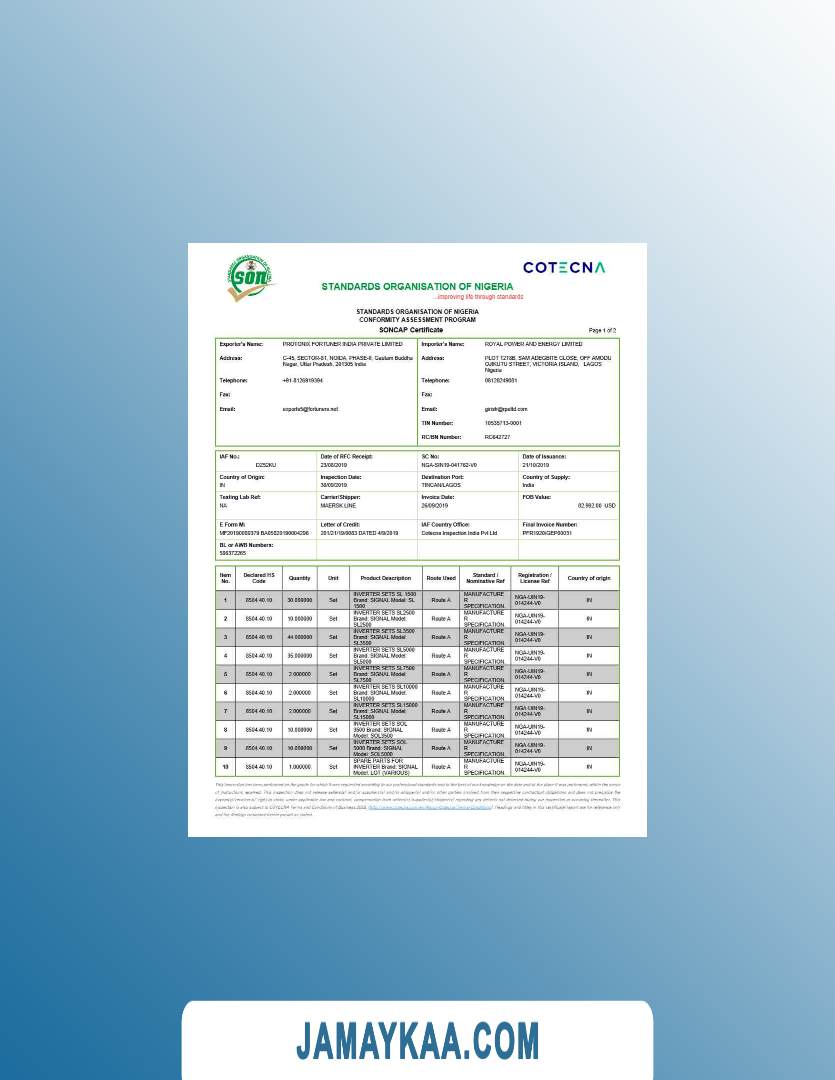 STANDARDS ORGANISATION OF NIGERIA
SON
COTECNA
STANDARDS ORGANISATION OF NIGERIA
...improving life through standards
STANDARDS ORGANISATION OF NIGERIA
CONFORMITY ASSESSMENT PROGRAM
SONCAP Certificate
Page 1 of 2
Exporter's Name: PROTONIX FORTUNER INDIA PRIVATE LIMITED
Address: C-45, SECTOR-81, NOIDA, PHASE-II, Gautam Buddha
Nagar, Uttar Pradesh, 201305 India
Telephone: +91-8126919394
Fax:
Email: exports5@fortuners.net
Importer's Name: ROYAL POWER AND ENERGY LIMITED
Address: PLOT 1278B, SAM ADEGBITE CLOSE, OFF AMODU
OJIKUTU STREET, VICTORIA ISLAND, LAGOS
Nigeria
Telephone: 08128249081
Fax:
Email: girish@rpeltd.com
TIN Number: 10535713-0001
RC/BN Number: RC642727
IAF No.: Date of RFC Receipt: SC No: Date of Issuance:
D252KU 23/08/2019 NGA-SIN19-041762-V0 21/10/2019
Country of Origin: Inspection Date: Destination Port: Country of Supply:
IN 30/09/2019 TINCAN/LAGOS India
Testing Lab Ref: Carrier/Shipper: Invoice Date: FOB Value:
NA MAERSK LINE 26/09/2019 82,992.00 USD
E Form M: Letter of Credit: IAF Country Office: Final Invoice Number:
MF20190089379 BA05820190004296 201/21/19/0083 DATED 4/9/2019 Cotecna Inspection India Pvt Ltd PFR1920/GEP00031
BL or AWB Numbers:
590372265
Item No. Declared HS Code Quantity Unit Product Description Route Used Standard / Nominative Ref Registration / License Ref Country of origin
1 8504.40.10 30.000000 Set INVERTER SETS SL 1500 Brand: SIGNAL Model: SL 1500 Route A MANUFACTURER SPECIFICATION NGA-UIN19-014244-V0 IN
2 8504.40.10 10.000000 Set INVERTER SETS SL2500 Brand: SIGNAL Model: SL2500 Route A MANUFACTURER SPECIFICATION NGA-UIN19-014244-V0 IN
3 8504.40.10 44.000000 Set INVERTER SETS SL3500 Brand: SIGNAL Model: SL3500 Route A MANUFACTURER SPECIFICATION NGA-UIN19-014244-V0 IN
4 8504.40.10 35.000000 Set INVERTER SETS SL5000 Brand: SIGNAL Model: SL5000 Route A MANUFACTURER SPECIFICATION NGA-UIN19-014244-V0 IN
5 8504.40.10 2.000000 Set INVERTER SETS SL7500 Brand: SIGNAL Model: SL7500 Route A MANUFACTURER SPECIFICATION NGA-UIN19-014244-V0 IN
6 8504.40.10 2.000000 Set INVERTER SETS SL10000 Brand: SIGNAL Model: SL10000 Route A MANUFACTURER SPECIFICATION NGA-UIN19-014244-V0 IN
7 8504.40.10 2.000000 Set INVERTER SETS SL15000 Brand: SIGNAL Model: SL15000 Route A MANUFACTURER SPECIFICATION NGA-UIN19-014244-V0 IN
8 8504.40.10 10.000000 Set INVERTER SETS SOL 3500 Brand: SIGNAL Model: SOL3500 Route A MANUFACTURER SPECIFICATION NGA-UIN19-014244-V0 IN
9 8504.40.10 10.000000 Set INVERTER SETS SOL 5000 Brand: SIGNAL Model: SOL5000 Route A MANUFACTURER SPECIFICATION NGA-UIN19-014244-V0 IN
10 8504.40.10 1.000000 Set SPARE PARTS FOR INVERTER Brand: SIGNAL Model: LOT (VARIOUS) Route A MANUFACTURER SPECIFICATION NGA-UIN19-014244-V0 IN
JAMAYKAA.COM